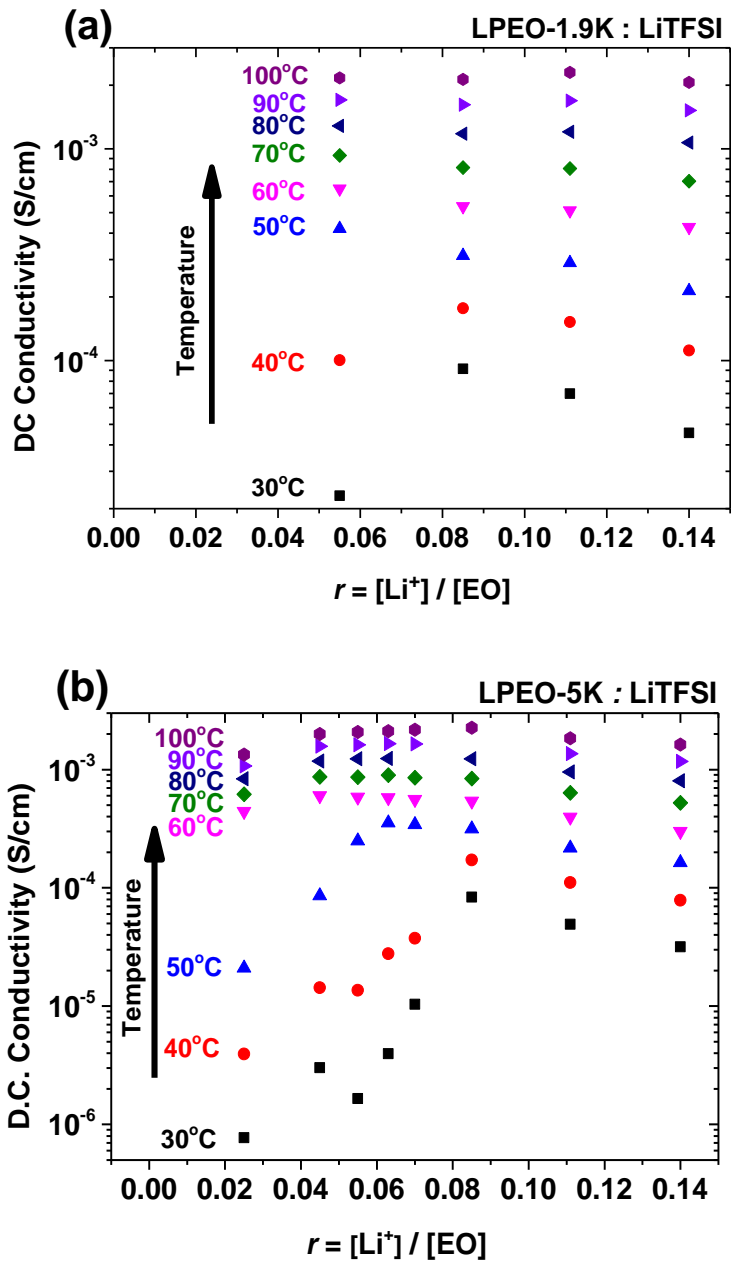 (a)
LPEO-1.9K : LiTFSI
100°C
90°C
80°C
70°C
60°C
50°C
40°C
30°C
Temperature
DC Conductivity (S/cm)
10⁻³
10⁻⁴
0.00 0.02 0.04 0.06 0.08 0.10 0.12 0.14
r = [Li⁺] / [EO]
(b)
LPEO-5K : LiTFSI
100°C
90°C
80°C
70°C
60°C
50°C
40°C
30°C
Temperature
D.C. Conductivity (S/cm)
10⁻³
10⁻⁴
10⁻⁵
10⁻⁶
0.00 0.02 0.04 0.06 0.08 0.10 0.12 0.14
r = [Li⁺] / [EO]